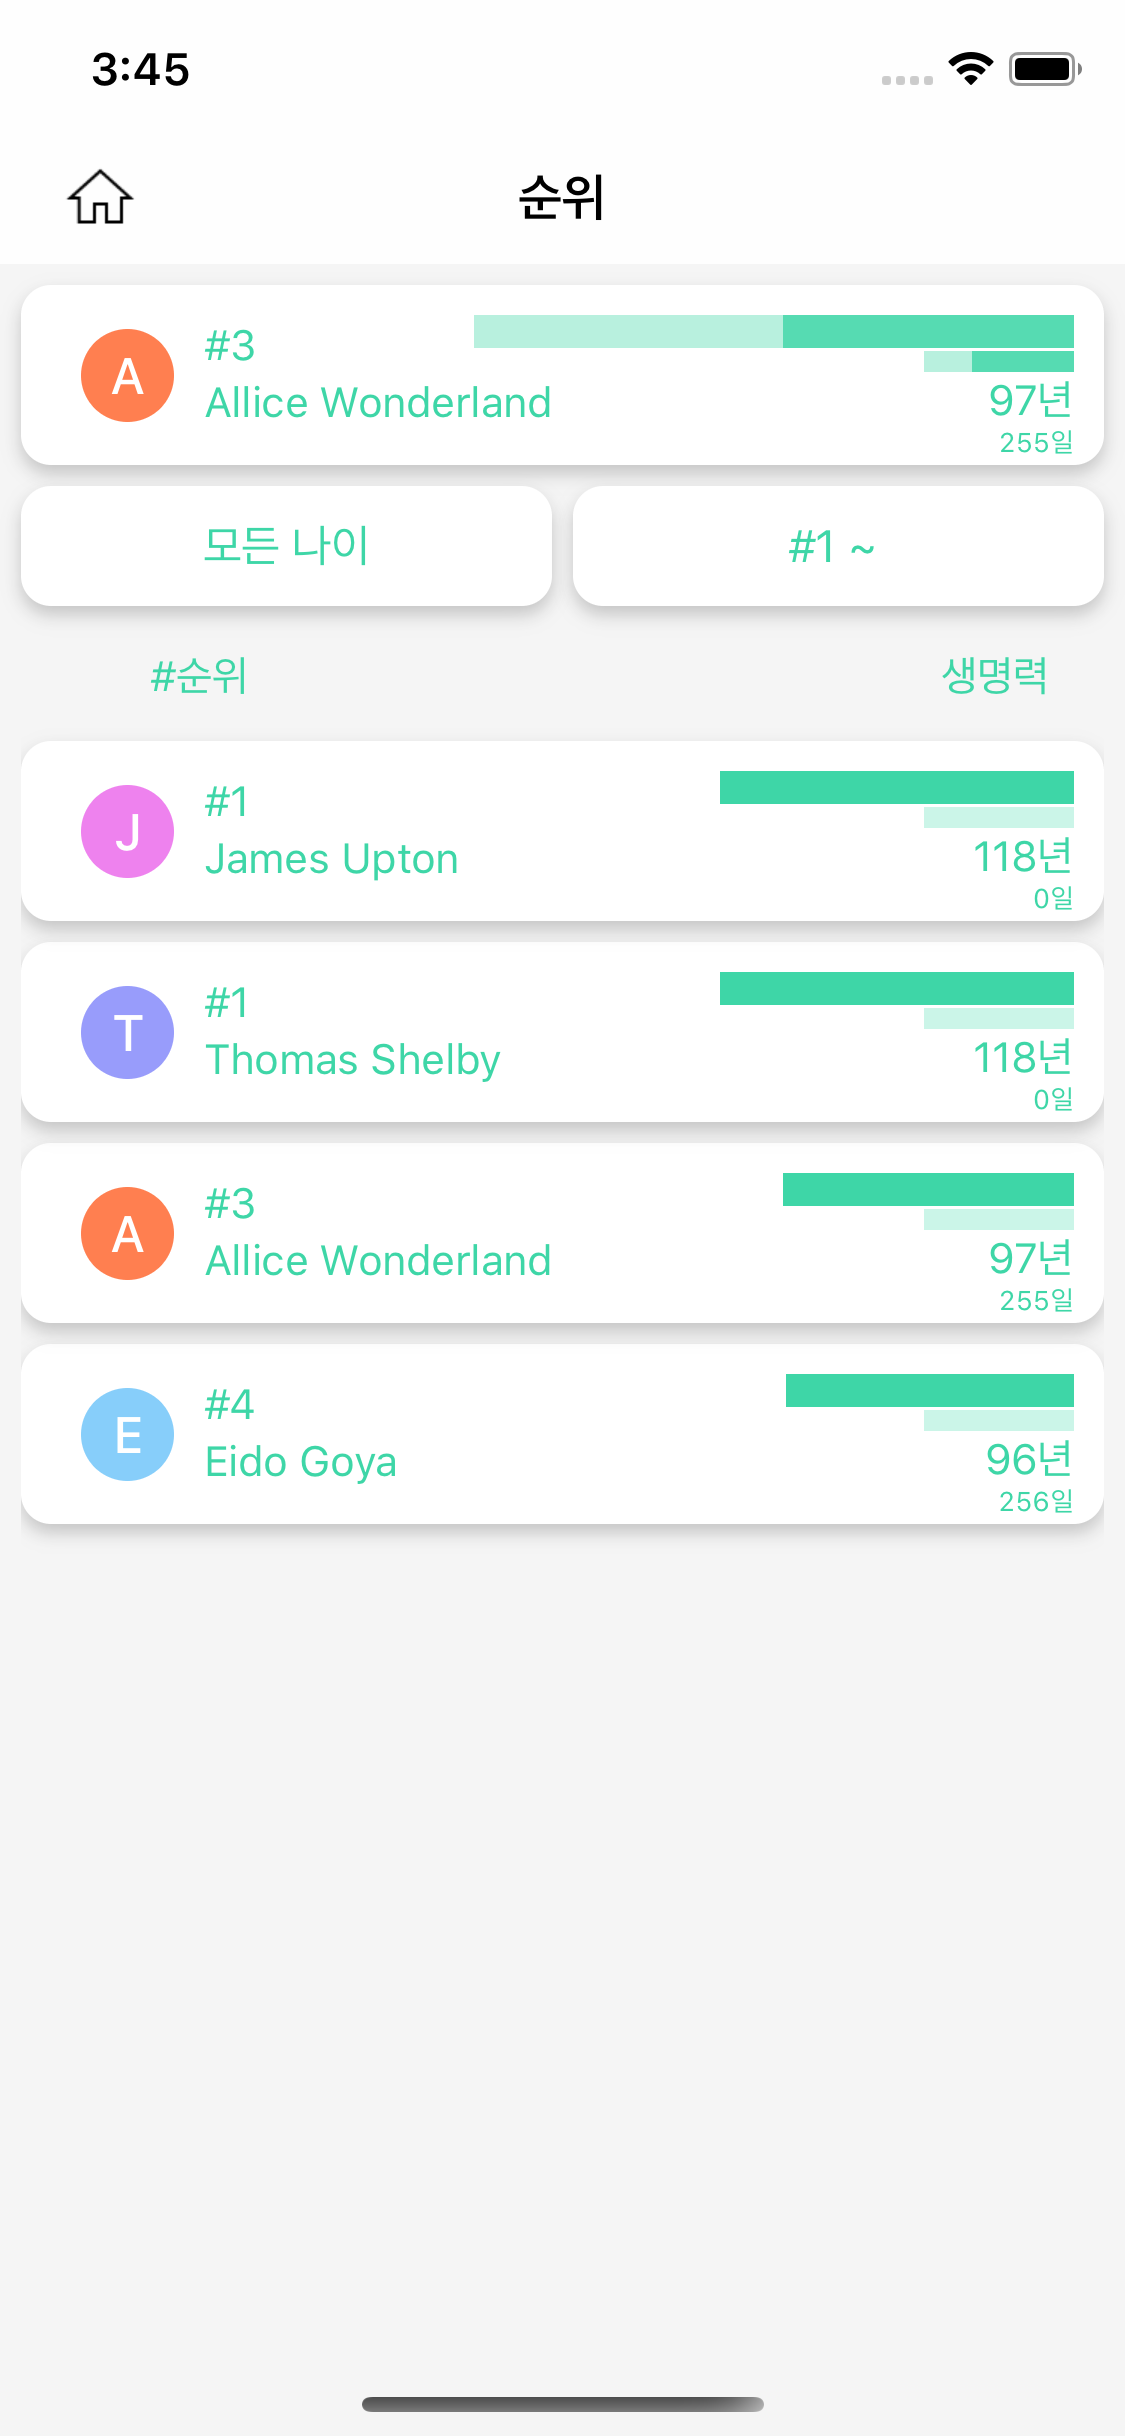 3:45
순위
A
#3
Allice Wonderland
97년
255일
모든 나이
#1 ~
#순위
생명력
J
#1
James Upton
118년
0일
T
#1
Thomas Shelby
118년
0일
A
#3
Allice Wonderland
97년
255일
E
#4
Eido Goya
96년
256일